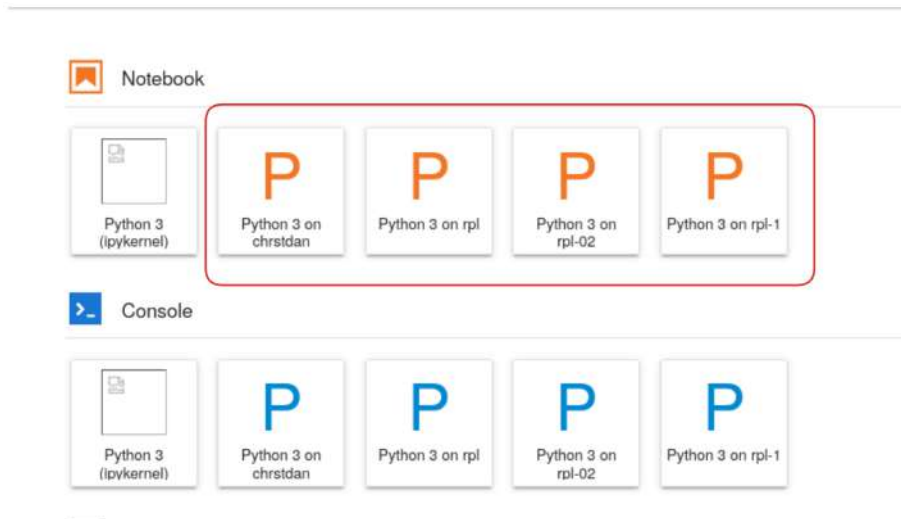 Notebook
P
P
P
P
Python 3
(ipykernel)
Python 3 on
chrstdan
Python 3 on rpl
Python 3 on
rpl-02
Python 3 on rpl-1
>_
Console
P
P
P
P
Python 3
(ipykernel)
Python 3 on
chrstdan
Python 3 on rpl
Python 3 on
rpl-02
Python 3 on rpl-1